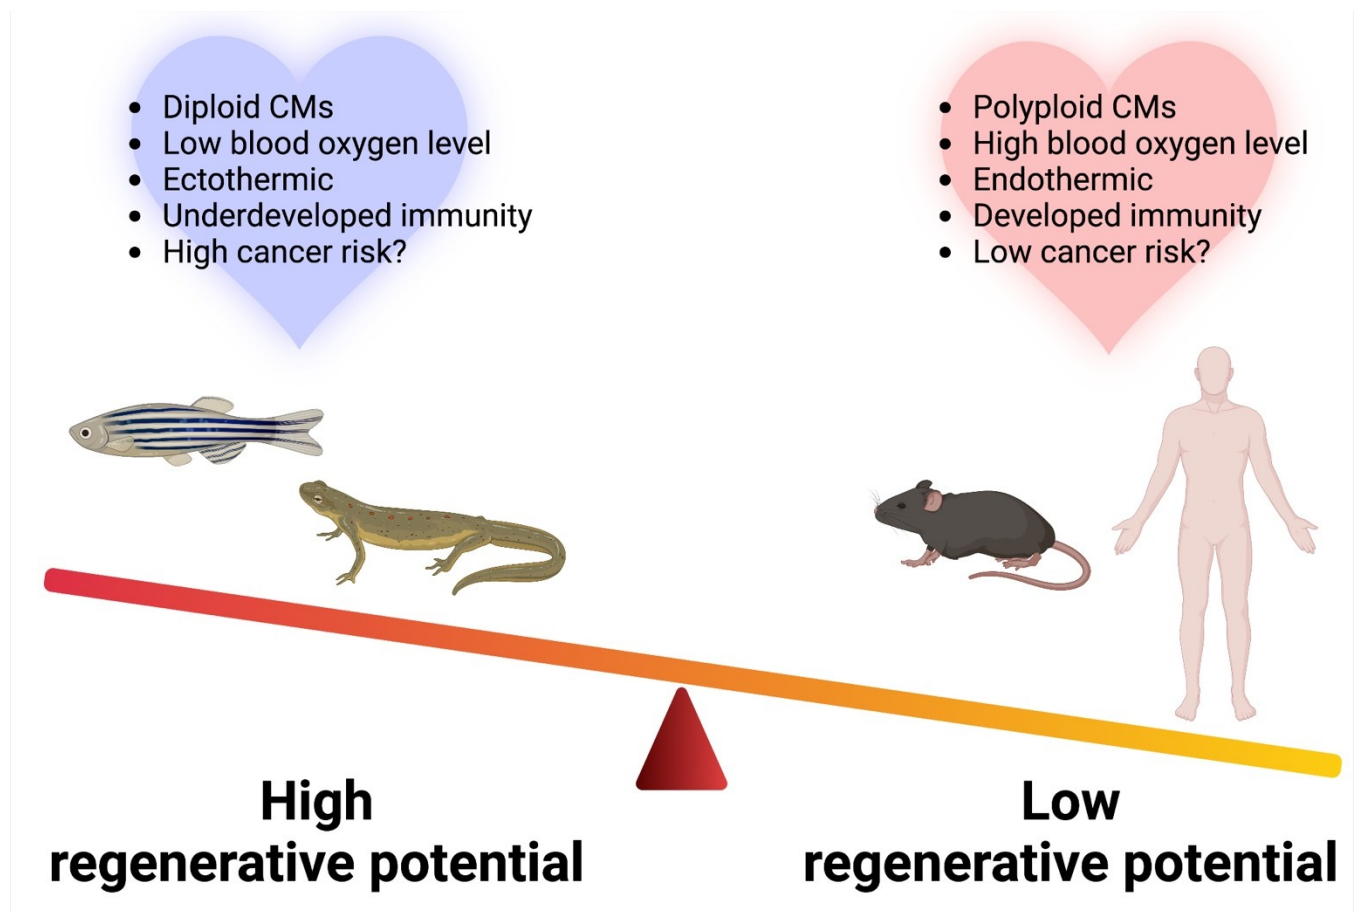 • Diploid CMs
• Low blood oxygen level
• Ectothermic
• Underdeveloped immunity
• High cancer risk?
• Polyploid CMs
• High blood oxygen level
• Endothermic
• Developed immunity
• Low cancer risk?
High
regenerative potential
Low
regenerative potential